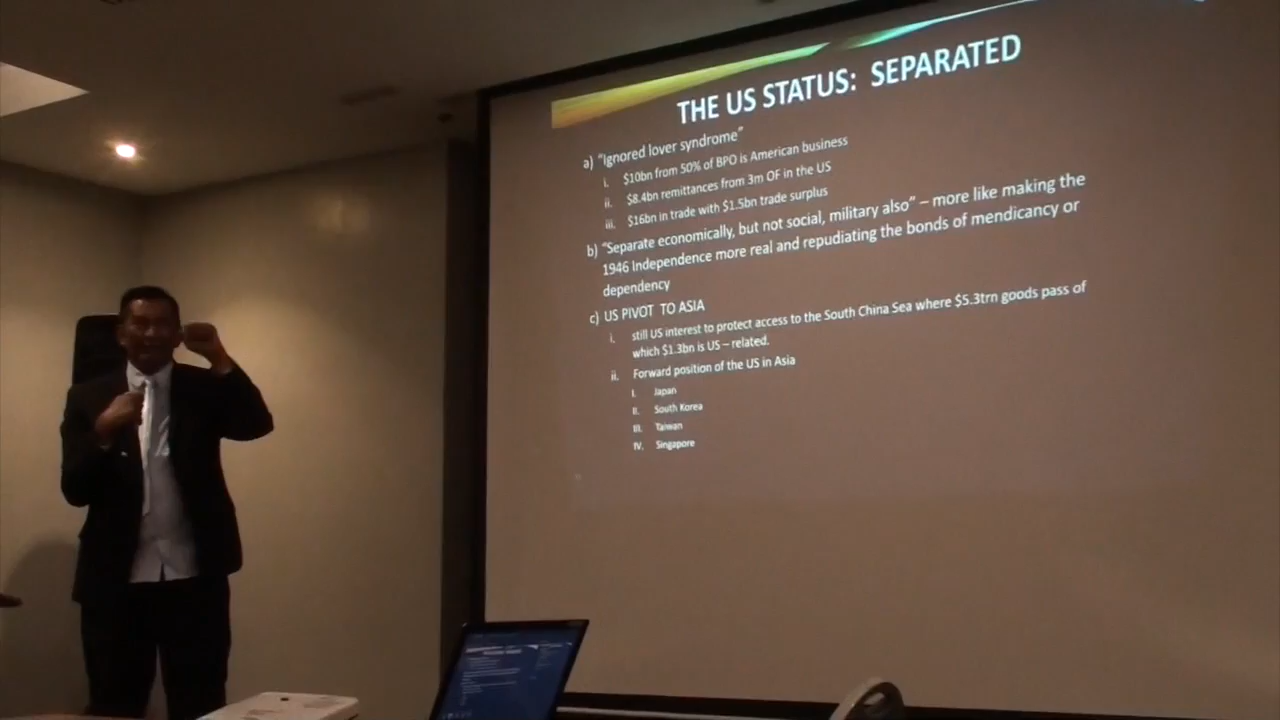 THE US STATUS: SEPARATED
a) "Ignored lover syndrome"
i. $10bn from 50% of BPO is American business
ii. $8.4bn remittances from 3m OF in the US
iii. $16bn in trade with $1.5bn trade surplus
b) "Separate economically, but not social, military also" – more like making the
1946 Independence more real and repudiating the bonds of mendicancy or
dependency
c) US PIVOT TO ASIA
i. still US interest to protect access to the South China Sea where $5.3trn goods pass of
which $1.3bn is US – related.
ii. Forward position of the US in Asia
I. Japan
II. South Korea
III. Taiwan
IV. Singapore